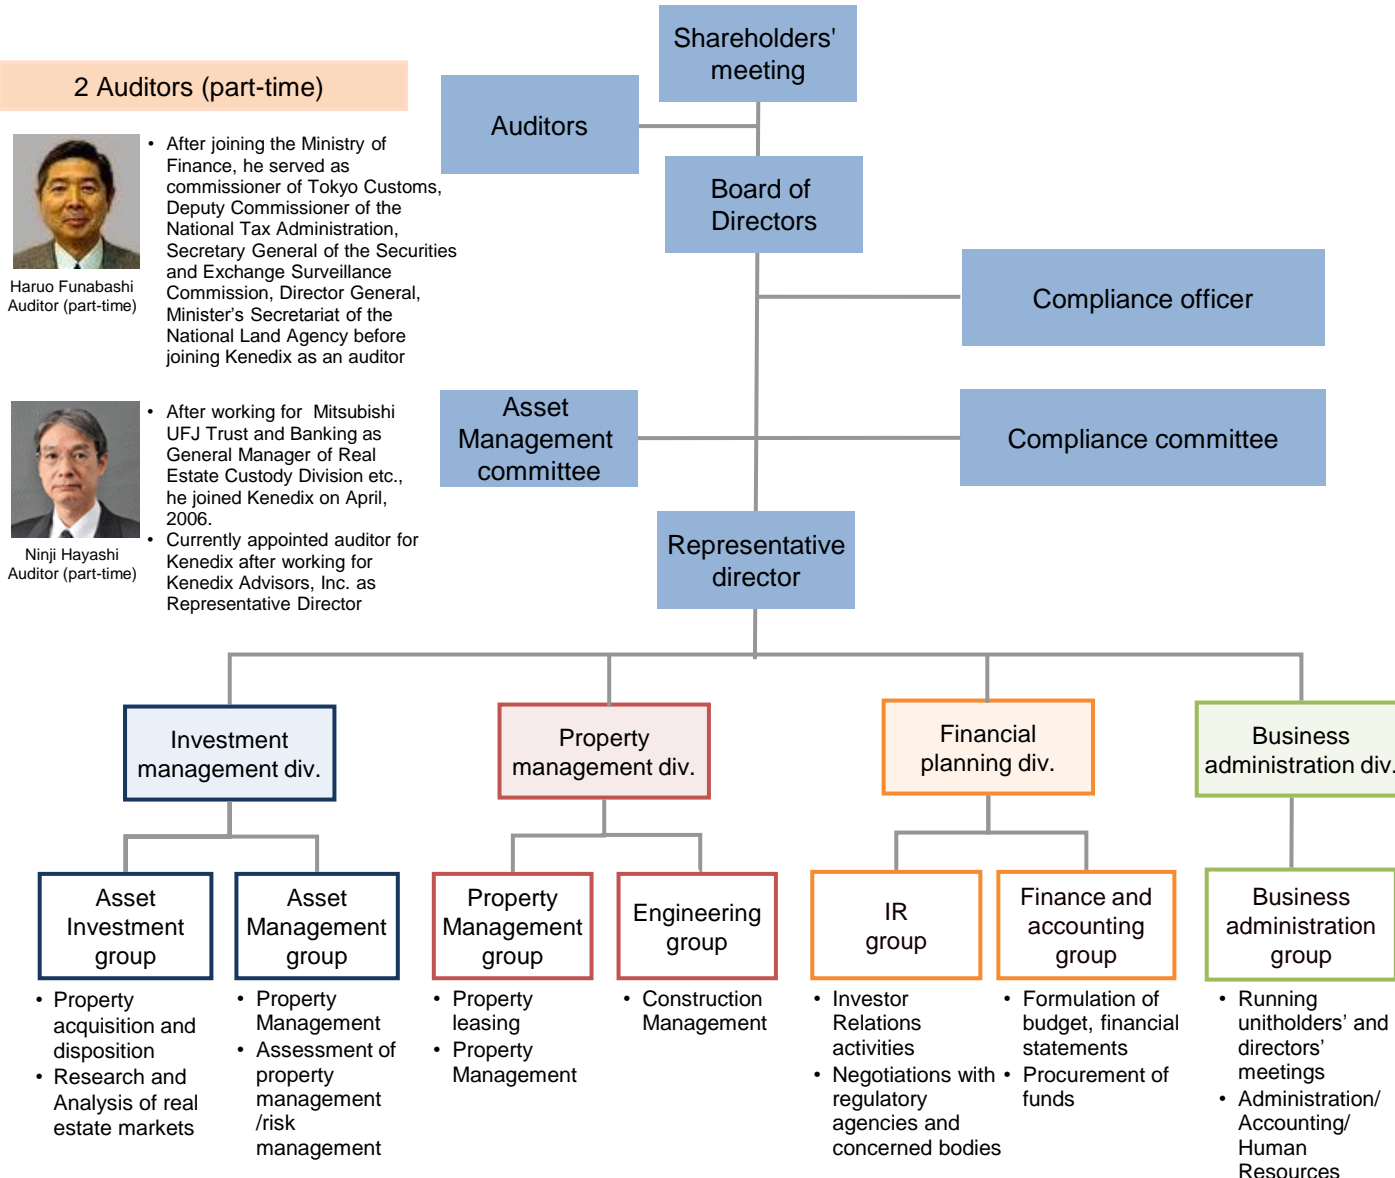 2 Auditors (part-time)
• After joining the Ministry of
Finance, he served as
commissioner of Tokyo Customs,
Deputy Commissioner of the
National Tax Administration,
Secretary General of the Securities
and Exchange Surveillance
Commission, Director General,
Minister’s Secretariat of the
National Land Agency before
joining Kenedix as an auditor
Haruo Funabashi
Auditor (part-time)
• After working for  Mitsubishi
UFJ Trust and Banking as
General Manager of Real
Estate Custody Division etc.,
he joined Kenedix on April,
2006.
• Currently appointed auditor for
Kenedix after working for
Kenedix Advisors, Inc. as
Representative Director
Ninji Hayashi
Auditor (part-time)
Shareholders'
meeting
Auditors
Board of
Directors
Compliance officer
Asset
Management
committee
Compliance committee
Representative
director
Investment
management div.
Property
management div.
Financial
planning div.
Business
administration div.
Asset
Investment
group
Asset
Management
group
Property
Management
group
Engineering
group
IR
group
Finance and
accounting
group
Business
administration
group
• Property
acquisition and
disposition
• Research and
Analysis of real
estate markets
• Property
Management
• Assessment of
property
management
/risk
management
• Property
leasing
• Property
Management
• Construction
Management
• Investor
Relations
activities
• Negotiations with
regulatory
agencies and
concerned bodies
• Formulation of
budget, financial
statements
• Procurement of
funds
• Running
unitholders’ and
directors’
meetings
• Administration/
Accounting/
Human
Resources